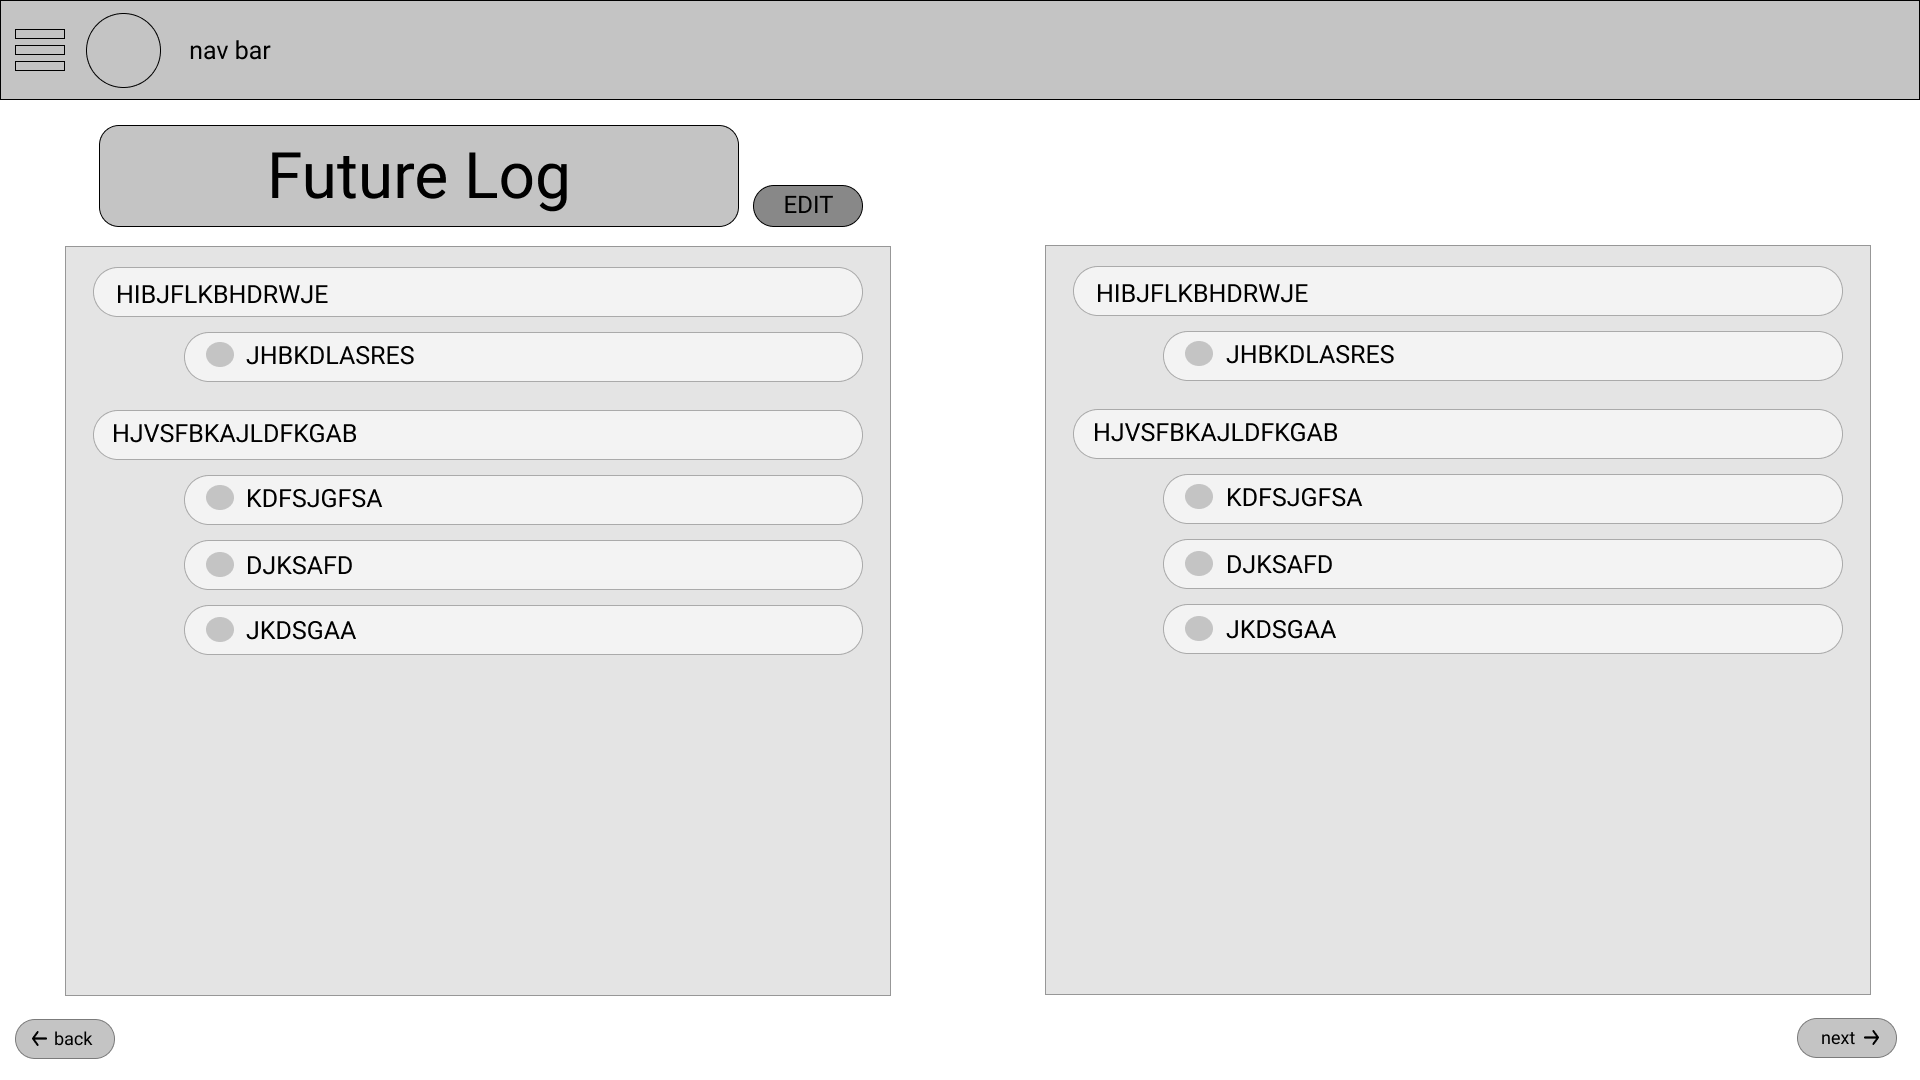 nav bar
Future Log
EDIT
HIBJFLKBHDRWJE
JHBKDLASRES
HJVSFBKAJLDFKGAB
KDFSJGFSA
DJKSAFD
JKDSGAA
HIBJFLKBHDRWJE
JHBKDLASRES
HJVSFBKAJLDFKGAB
KDFSJGFSA
DJKSAFD
JKDSGAA
← back
next →